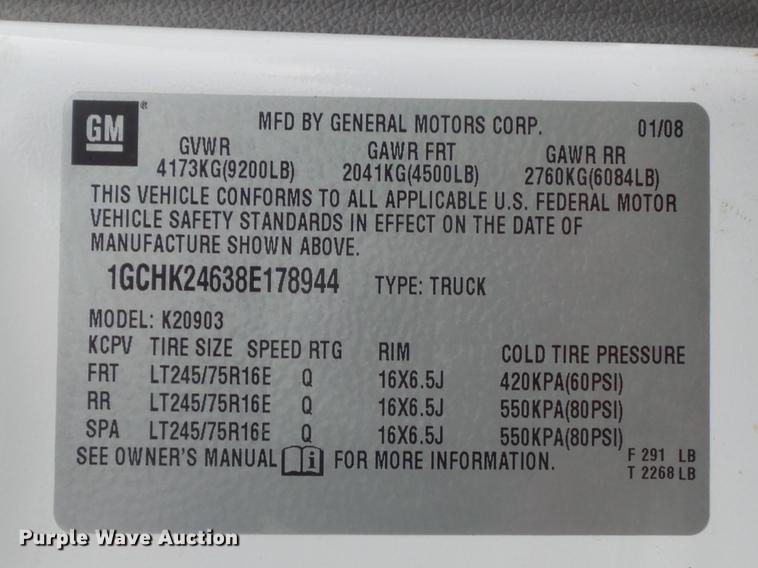 GM ® MFD BY GENERAL MOTORS CORP. 01/08
GVWR GAWR FRT GAWR RR
4173KG(9200LB) 2041KG(4500LB) 2760KG(6084LB)
THIS VEHICLE CONFORMS TO ALL APPLICABLE U.S. FEDERAL MOTOR
VEHICLE SAFETY STANDARDS IN EFFECT ON THE DATE OF
MANUFACTURE SHOWN ABOVE.
1GCHK24638E178944 TYPE: TRUCK
MODEL: K20903
KCPV TIRE SIZE SPEED RTG RIM COLD TIRE PRESSURE
FRT LT245/75R16E Q 16X6.5J 420KPA(60PSI)
RR LT245/75R16E Q 16X6.5J 550KPA(80PSI)
SPA LT245/75R16E Q 16X6.5J 550KPA(80PSI)
SEE OWNER'S MANUAL i FOR MORE INFORMATION. F 291 LB
T 2268 LB
Purple Wave Auction